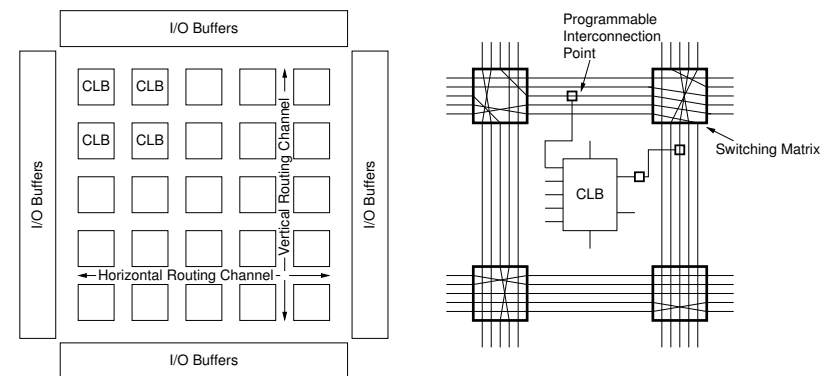 I/O Buffers
I/O Buffers
CLB CLB
CLB CLB
Vertical Routing Channel
Horizontal Routing Channel
I/O Buffers
I/O Buffers
Programmable
Interconnection
Point
Switching Matrix
CLB